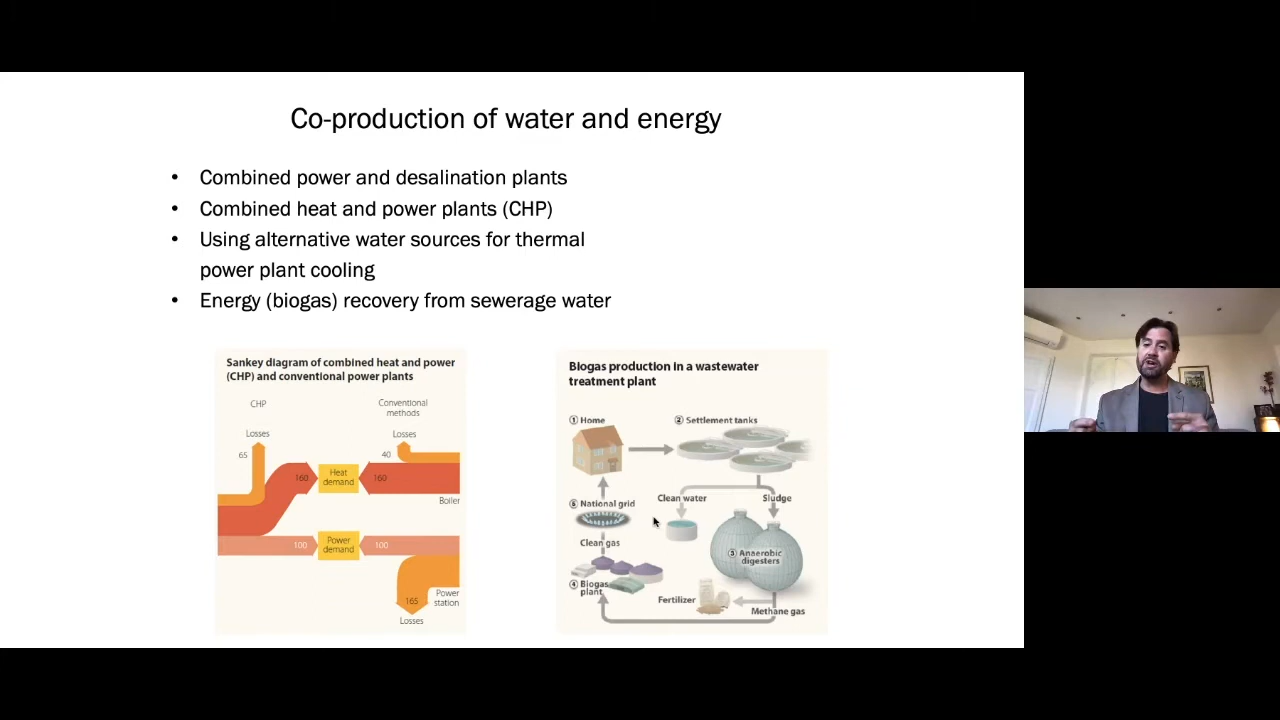 Co-production of water and energy
• Combined power and desalination plants
• Combined heat and power plants (CHP)
• Using alternative water sources for thermal
power plant cooling
• Energy (biogas) recovery from sewerage water
Sankey diagram of combined heat and power
(CHP) and conventional power plants
CHP
Conventional
methods
Losses
Losses
65
40
160
Heat
demand
160
Boiler
100
Power
demand
100
165
Power
station
Losses
Biogas production in a wastewater
treatment plant
① Home
② Settlement tanks
Clean water
Sludge
⑤ National grid
Clean gas
③ Anaerobic
digesters
④ Biogas
plant
Fertilizer
Methane gas